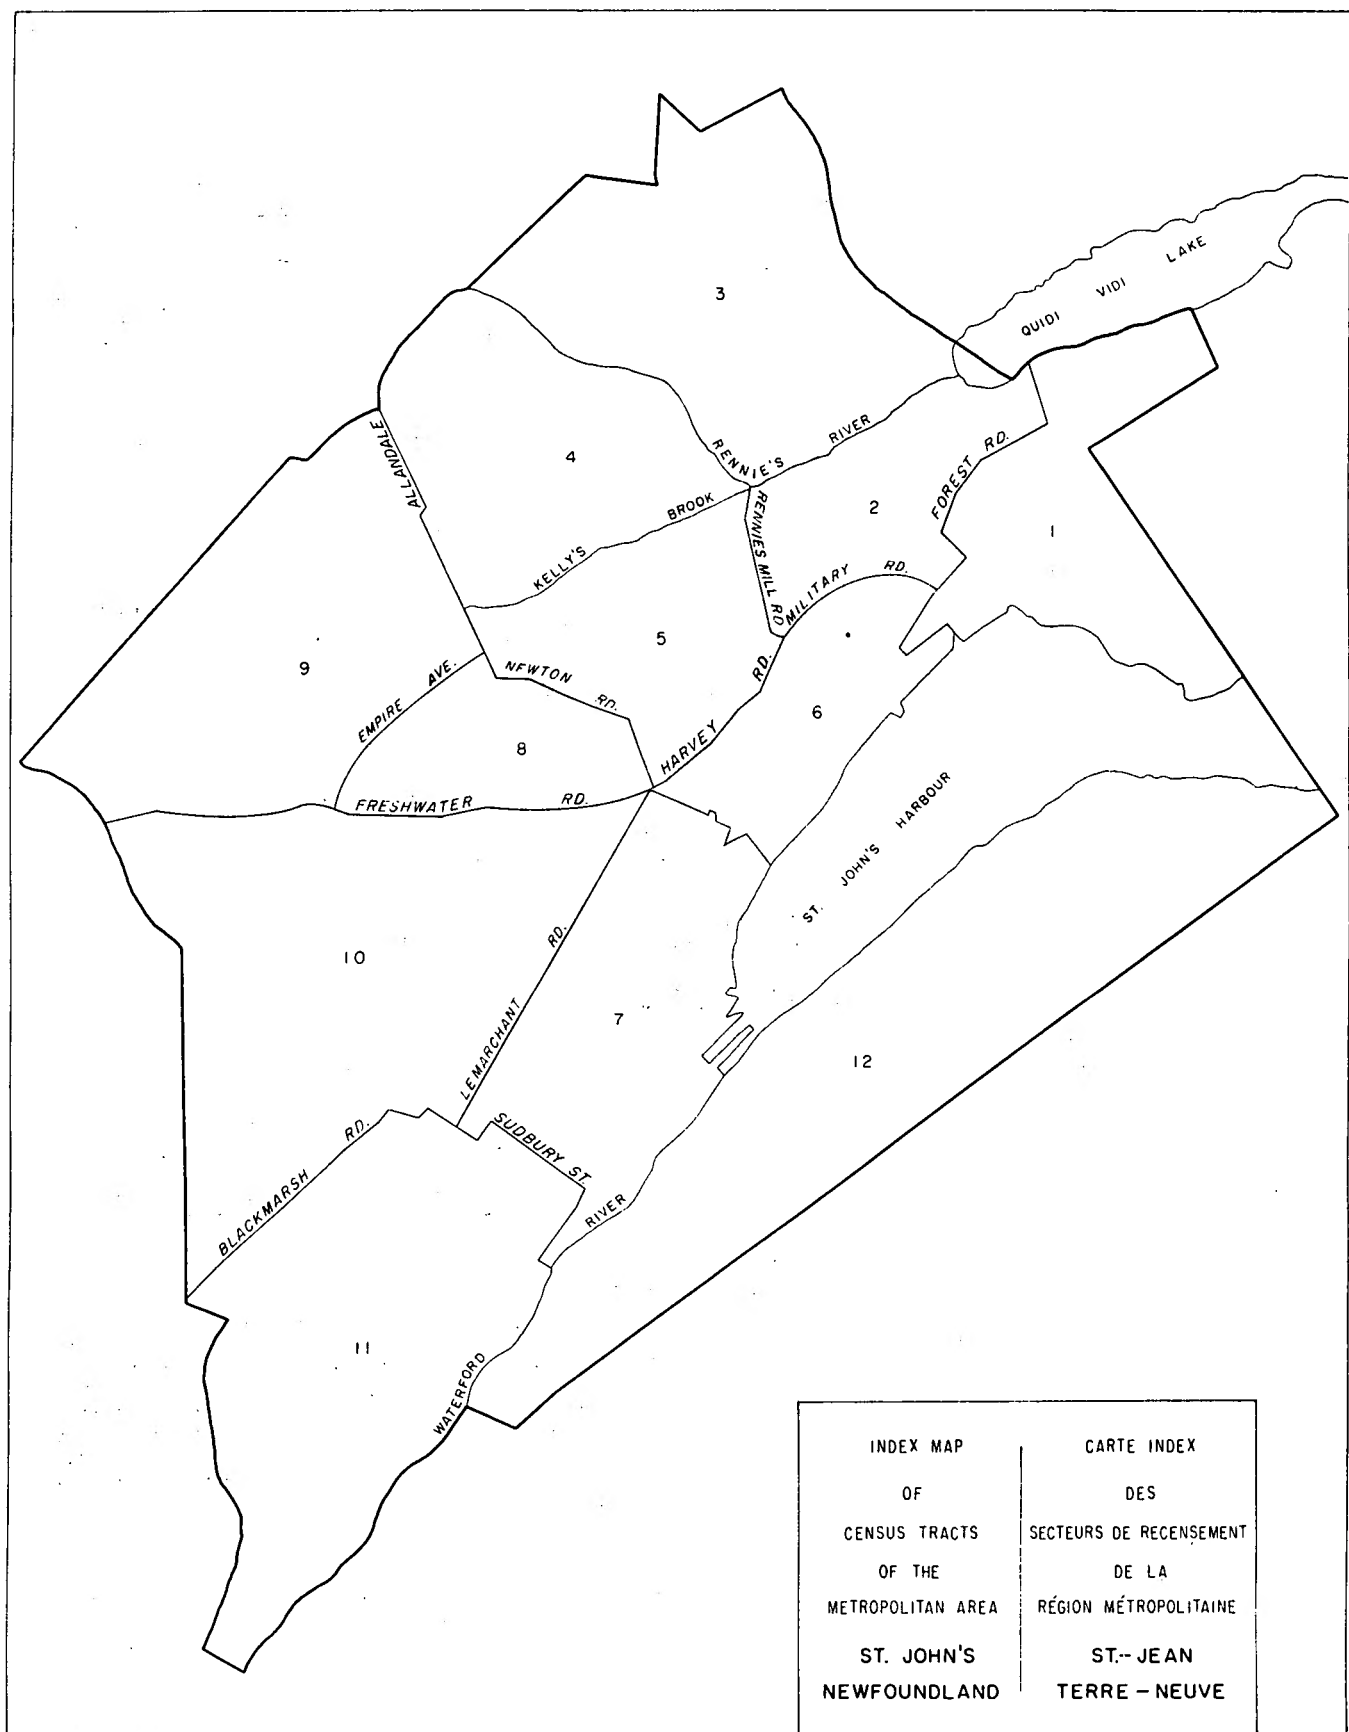 3
QUIDI VIDI LAKE
ALLANDALE
4
RENNIE'S RIVER
KELLY'S BROOK
RENNIES MILL RD.
2
FOREST RD.
1
MILITARY RD.
9
EMPIRE AVE.
NEWTON RD.
5
HARVEY RD.
6
8
FRESHWATER RD.
ST. JOHN'S HARBOUR
10
LEMARCHANT RD.
7
12
BLACKMARSH RD.
SUDBURY ST.
WATERFORD RIVER
11
INDEX MAP
OF
CENSUS TRACTS
OF THE
METROPOLITAN AREA
ST. JOHN'S
NEWFOUNDLAND
CARTE INDEX
DES
SECTEURS DE RECENSEMENT
DE LA
RÉGION MÉTROPOLITAINE
ST.-JEAN
TERRE-NEUVE